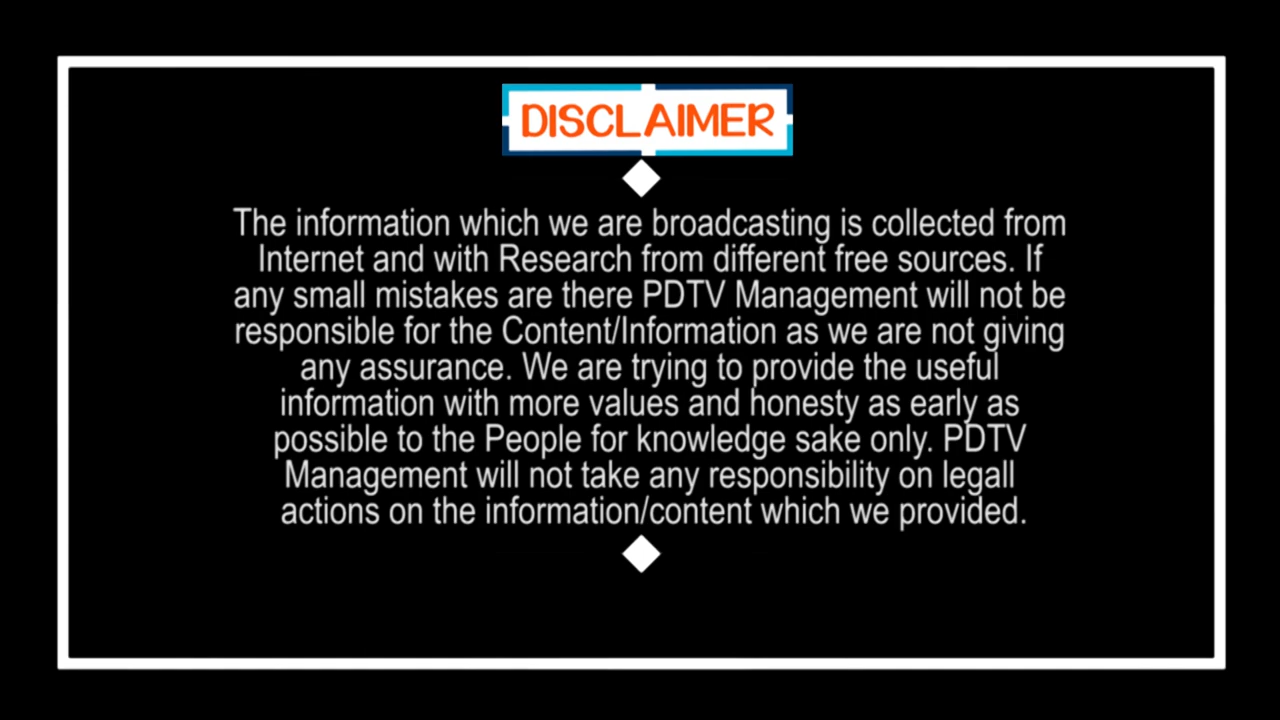 DISCLAIMER
The information which we are broadcasting is collected from
Internet and with Research from different free sources. If
any small mistakes are there PDTV Management will not be
responsible for the Content/Information as we are not giving
any assurance. We are trying to provide the useful
information with more values and honesty as early as
possible to the People for knowledge sake only. PDTV
Management will not take any responsibility on legall
actions on the information/content which we provided.